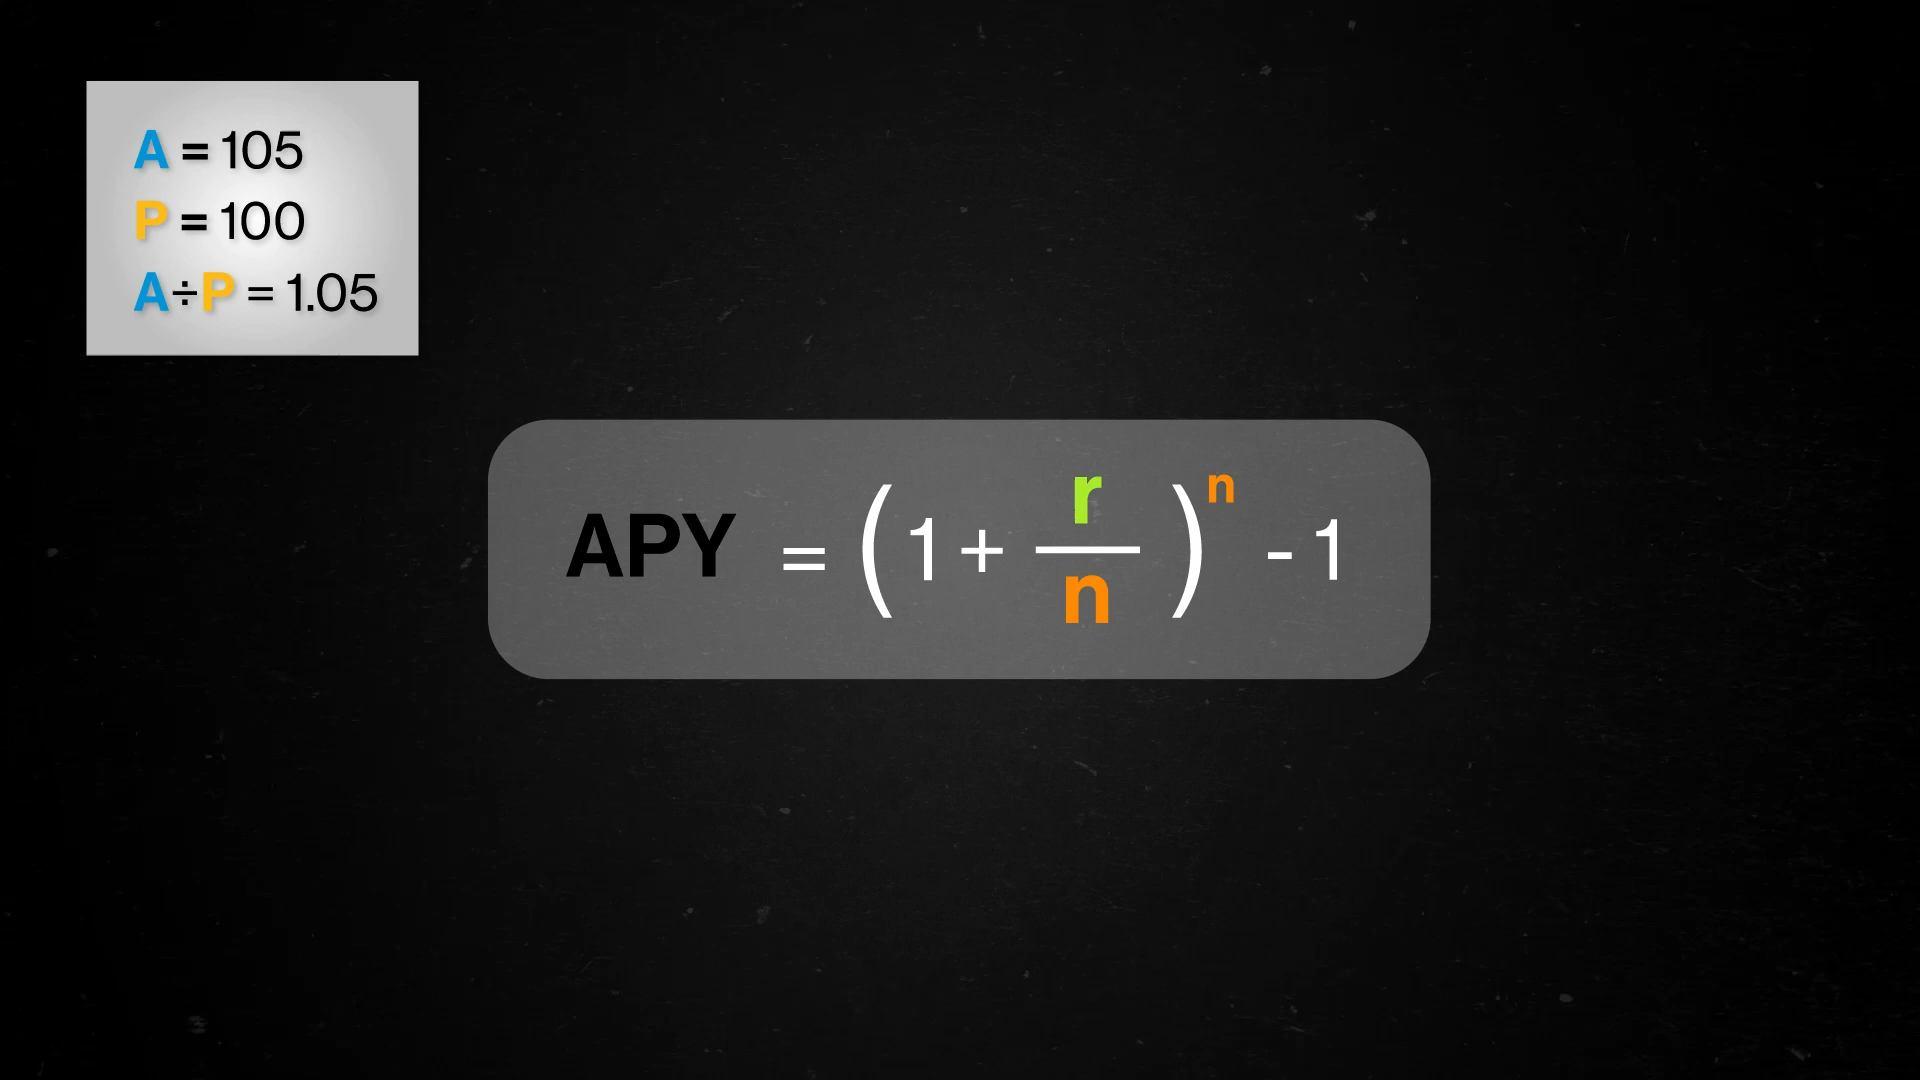 A = 105
P = 100
A÷P = 1.05
APY = (1 + r/n)ⁿ - 1